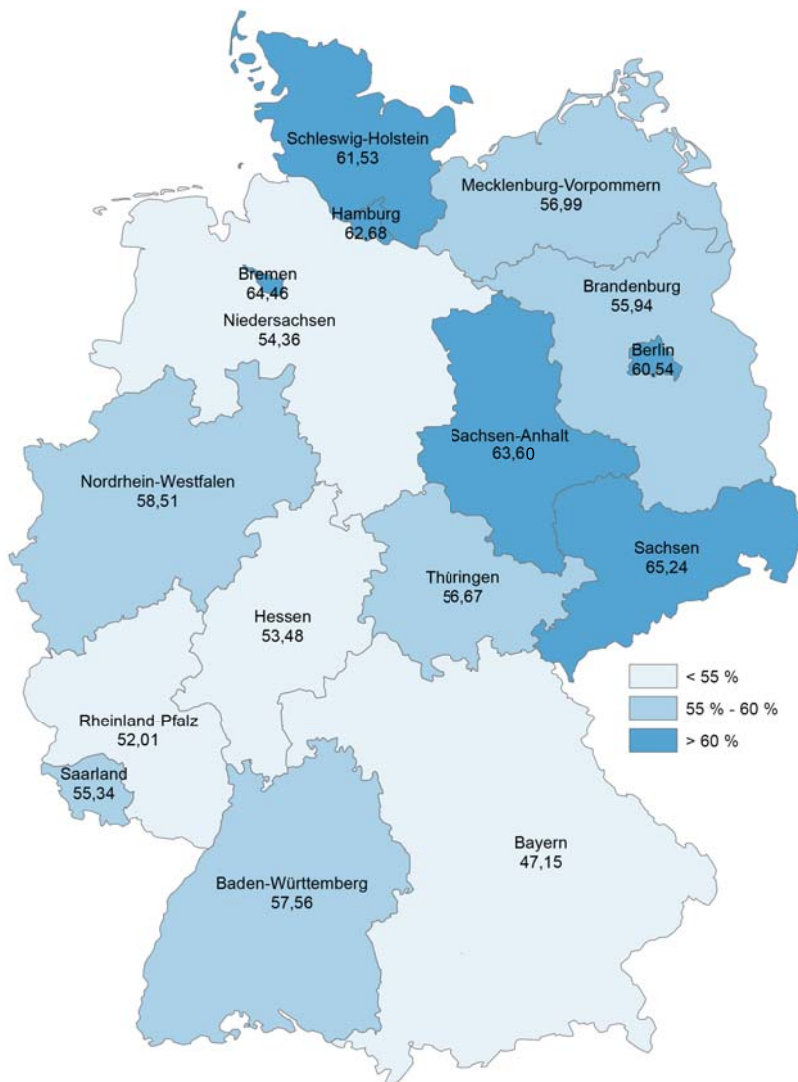 Schleswig-Holstein
61,53
Mecklenburg-Vorpommern
56,99
Hamburg
62,68
Bremen
64,46
Brandenburg
55,94
Niedersachsen
54,36
Berlin
60,54
Sachsen-Anhalt
63,60
Nordrhein-Westfalen
58,51
Sachsen
65,24
Thüringen
56,67
Hessen
53,48
< 55 %
55 % - 60 %
> 60 %
Rheinland-Pfalz
52,01
Saarland
55,34
Bayern
47,15
Baden-Württemberg
57,56